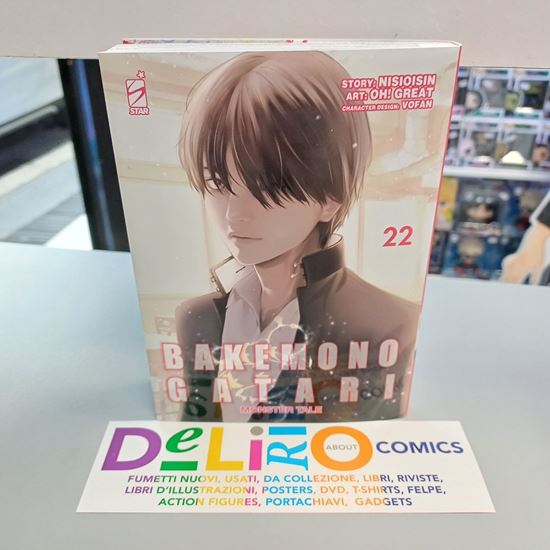 STAR
STORY: NISIOISIN
ART: OH! GREAT
CHARACTER DESIGN: VOFAN
22
BAKEMONO
GATARI
MONSTER TALE
DeLiRiO ABOUT COMICS
FUMETTI NUOVI, USATI, DA COLLEZIONE, LIBRI, RIVISTE,
LIBRI D'ILLUSTRAZIONI, POSTERS, DVD, T-SHIRTS, FELPE,
ACTION FIGURES, PORTACHIAVI, GADGETS